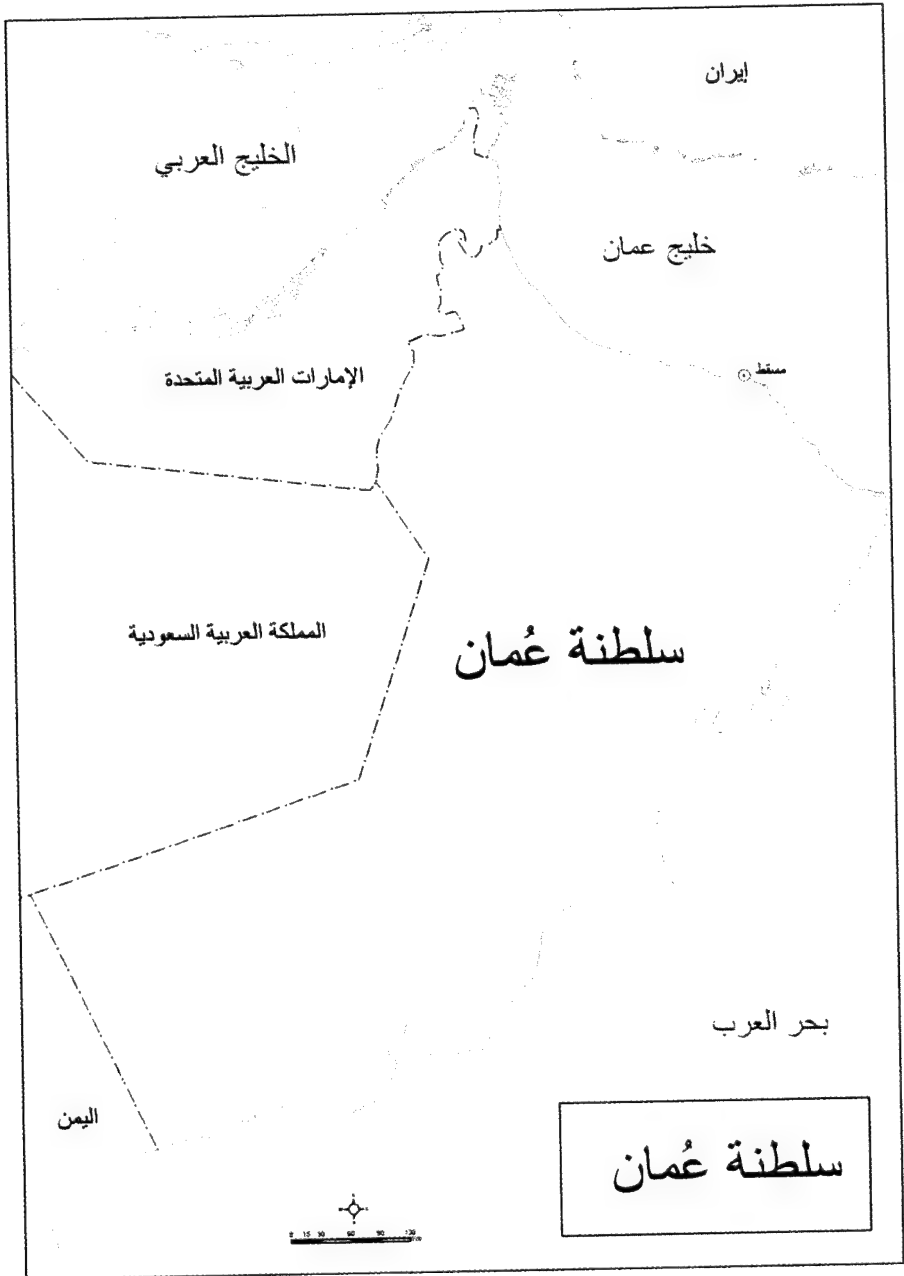 إيران
الخليج العربي
خليج عمان
مسقط
الإمارات العربية المتحدة
المملكة العربية السعودية
سلطنة عُمان
بحر العرب
اليمن
سلطنة عُمان